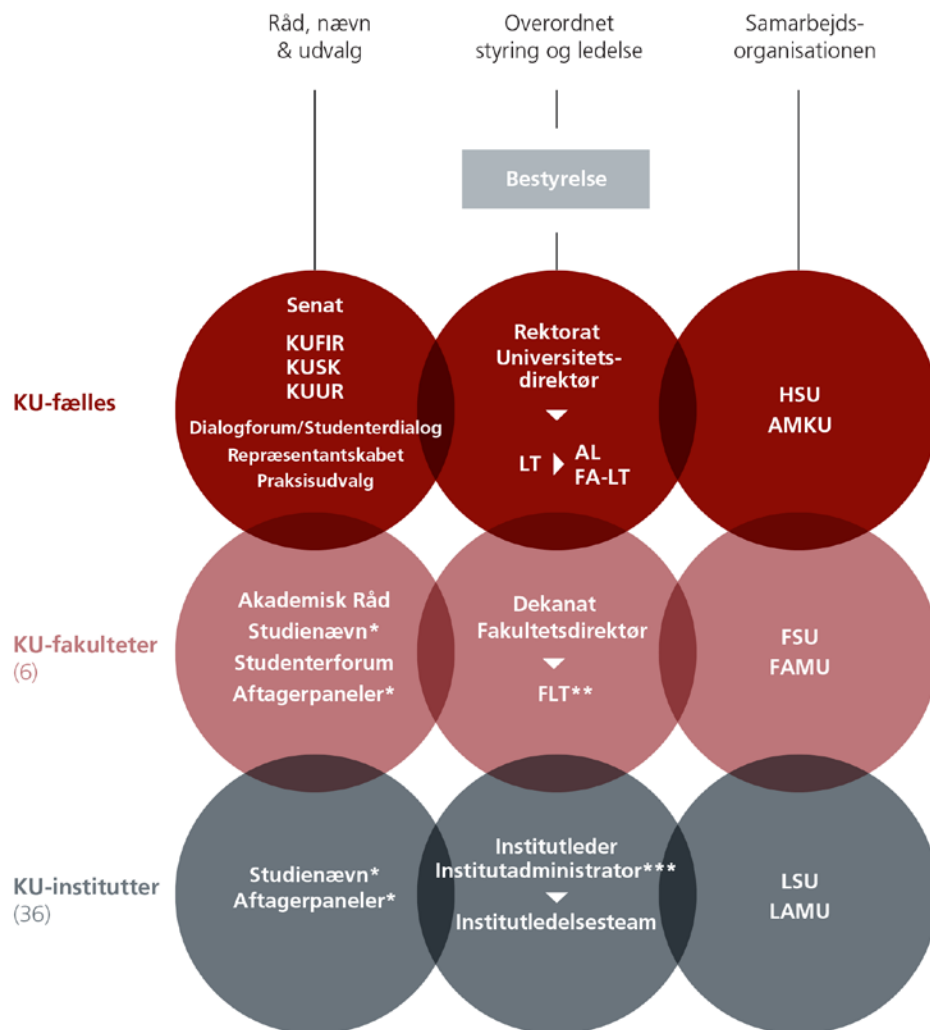 Råd, nævn
& udvalg
Overordnet
styring og ledelse
Samarbejds-
organisationen
Bestyrelse
KU-fælles
Senat
KUFIR
KUSK
KUUR
Dialogforum/Studenterdialog
Repræsentantskabet
Praksisudvalg
Rektorat
Universitets-
direktør
LT
AL
FA-LT
HSU
AMKU
KU-fakulteter
(6)
Akademisk Råd
Studienævn*
Studenterforum
Aftagerpaneler*
Dekanat
Fakultetsdirektør
FLT**
FSU
FAMU
KU-institutter
(36)
Studienævn*
Aftagerpaneler*
Institutleder
Institutadministrator***
Institutledelsesteam
LSU
LAMU